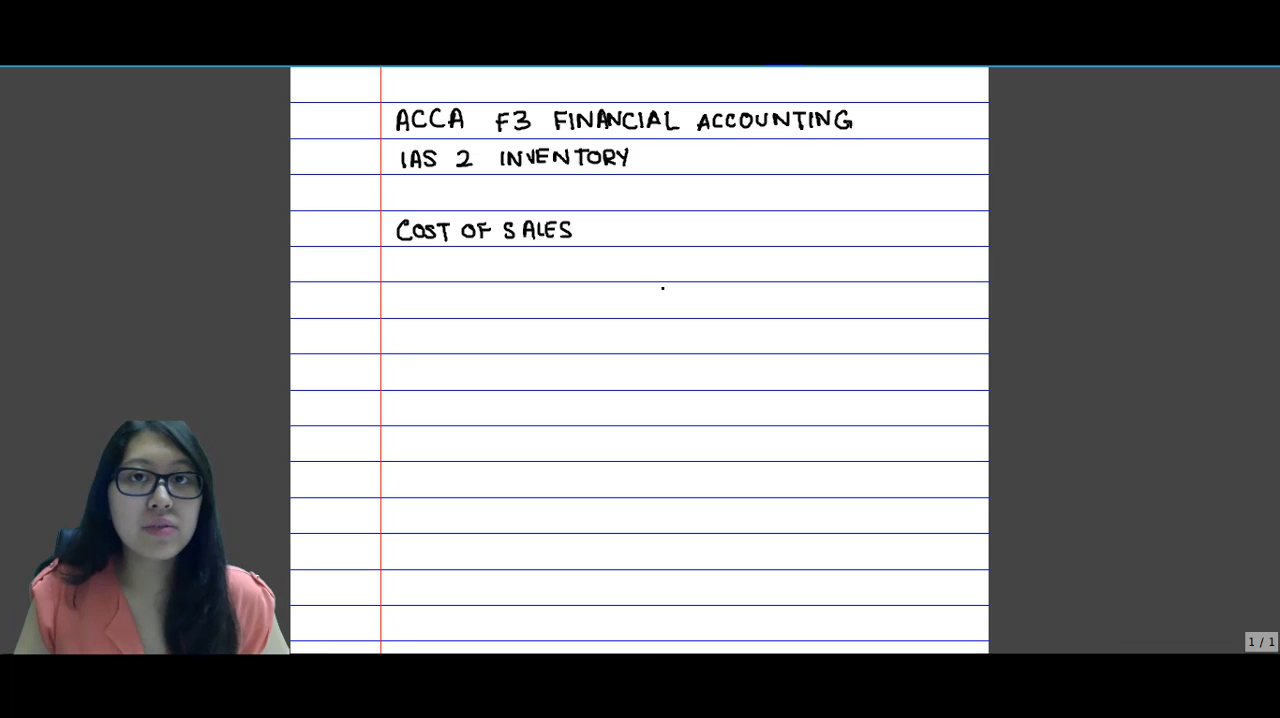 ACCA F3 FINANCIAL ACCOUNTING
IAS 2 INVENTORY
COST OF SALES
1 / 1